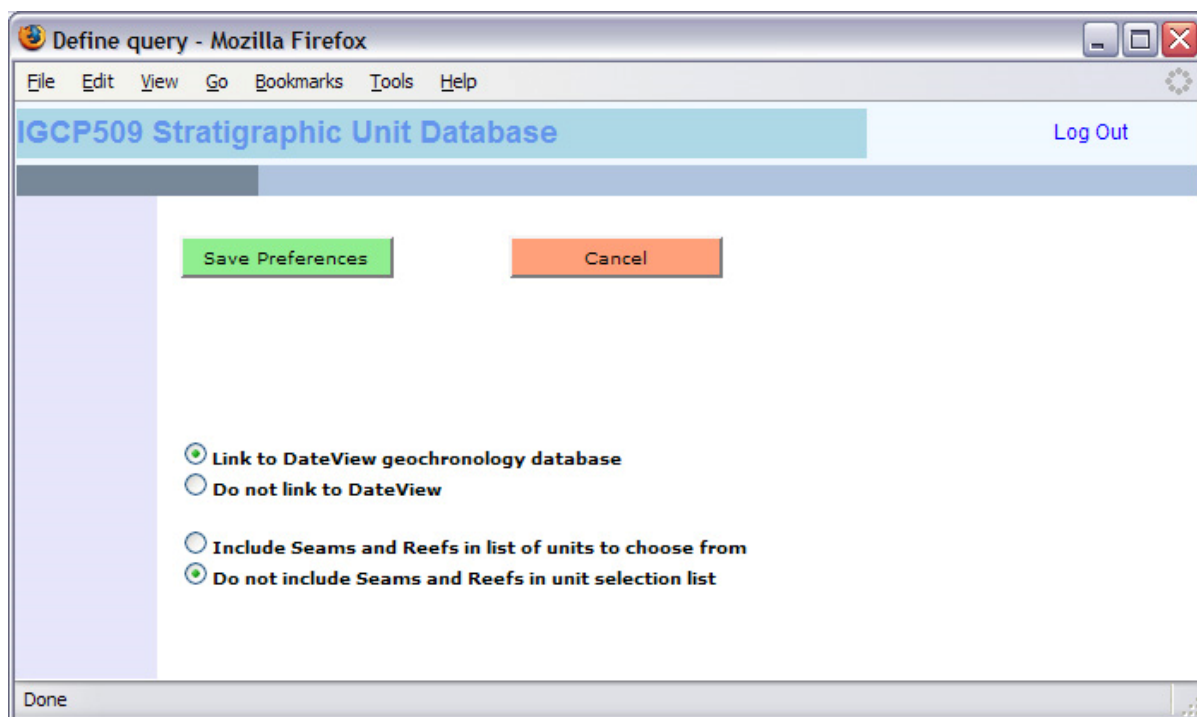 Define query - Mozilla Firefox
File Edit View Go Bookmarks Tools Help
IGCP509 Stratigraphic Unit Database
Log Out
Save Preferences
Cancel
Link to DateView geochronology database
Do not link to DateView
Include Seams and Reefs in list of units to choose from
Do not include Seams and Reefs in unit selection list
Done